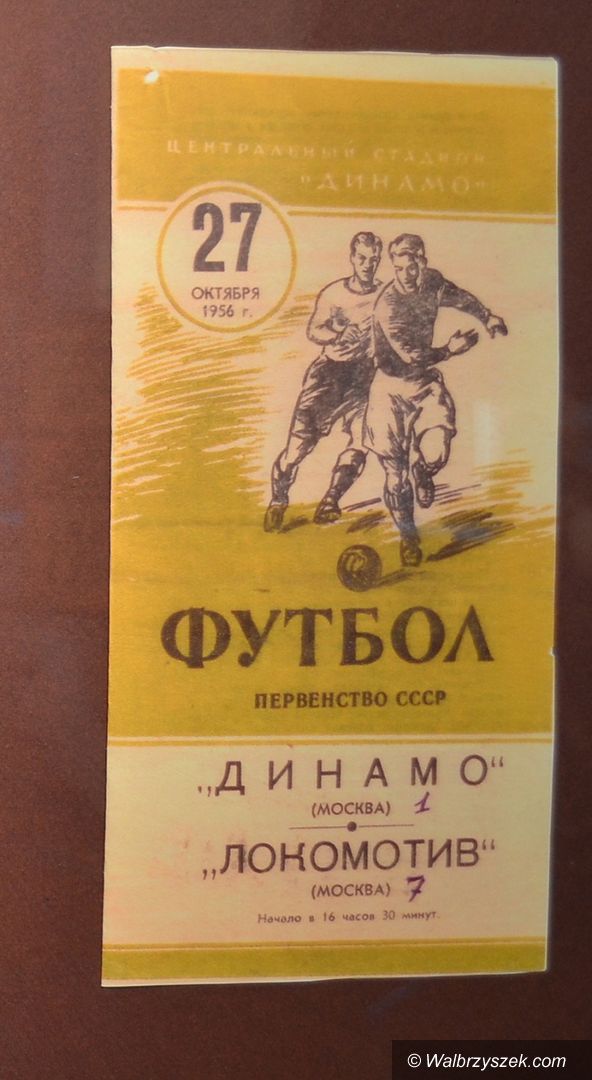 ЦЕНТРАЛЬНЫЙ СТАДИОН
„ДИНАМО“
27
ОКТЯБРЯ
1956 г.
ФУТБОЛ
ПЕРВЕНСТВО СССР
„ДИНАМО“
(МОСКВА) 1
„ЛОКОМОТИВ“
(МОСКВА) 7
Начало в 16 часов 30 минут.
© Walbrzyszek.com